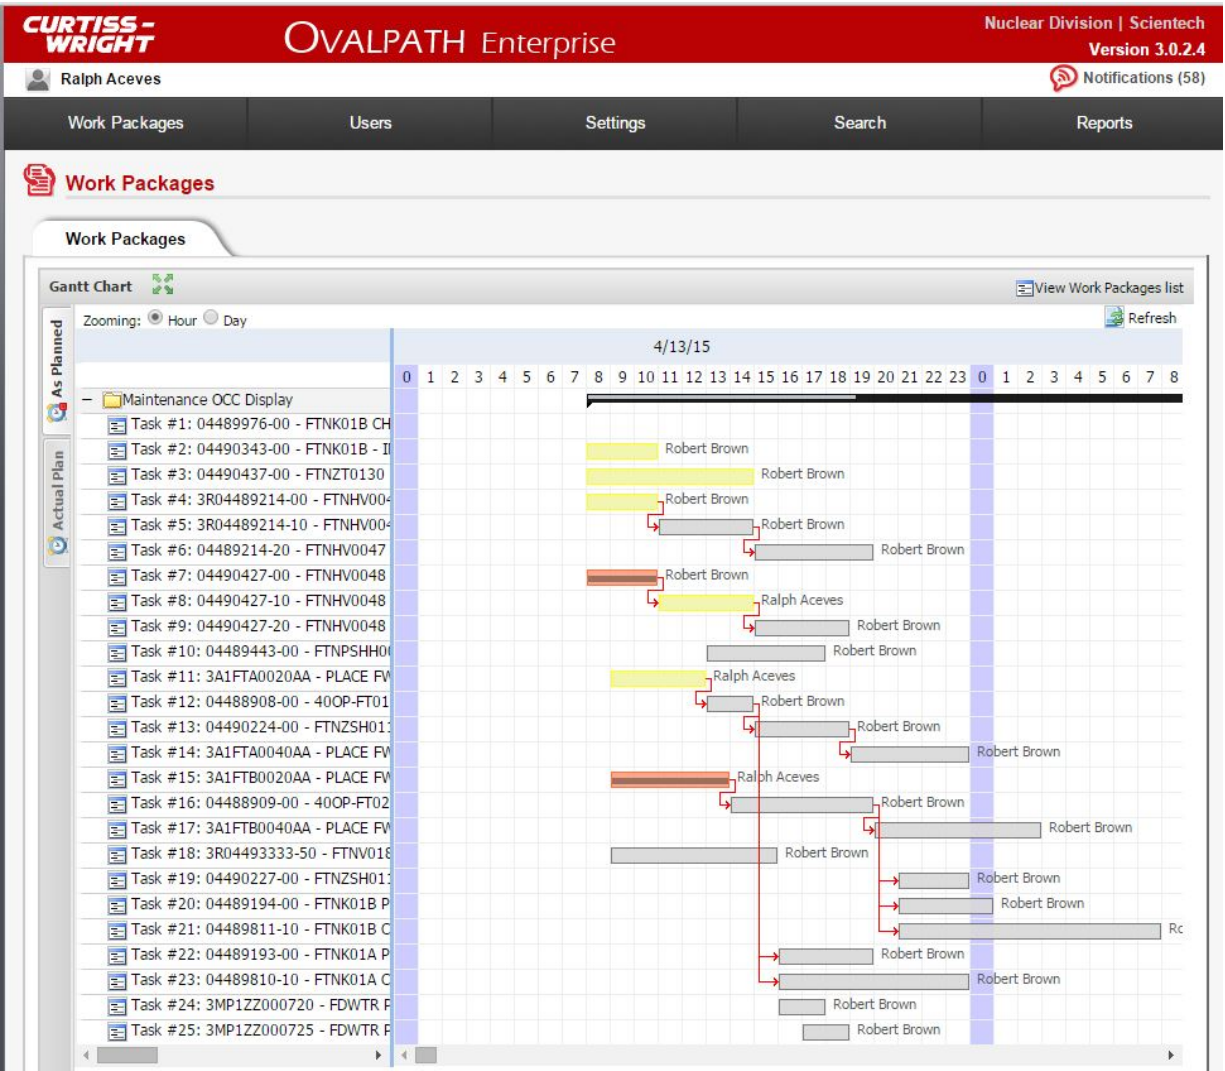 CURTISS -
WRIGHT
OVALPATH Enterprise
Nuclear Division | Scientech
Version 3.0.2.4
Ralph Aceves
Notifications (58)
Work Packages Users Settings Search Reports
Work Packages
Work Packages
Gantt Chart
View Work Packages list
As Planned
Actual Plan
Zooming: Hour Day
Refresh
4/13/15
0 1 2 3 4 5 6 7 8 9 10 11 12 13 14 15 16 17 18 19 20 21 22 23 0 1 2 3 4 5 6 7 8
Maintenance OCC Display
Task #1: 04489976-00 - FTNK01B CH
Task #2: 04490343-00 - FTNK01B - Robert Brown
Task #3: 04490437-00 - FTNZT0130 Robert Brown
Task #4: 3R04489214-00 - FTNHV004 Robert Brown
Task #5: 3R04489214-10 - FTNHV004 Robert Brown
Task #6: 04489214-20 - FTNHV0047 Robert Brown
Task #7: 04490427-00 - FTNHV0048 Robert Brown
Task #8: 04490427-10 - FTNHV0048 Ralph Aceves
Task #9: 04490427-20 - FTNHV0048 Robert Brown
Task #10: 04489443-00 - FTNPSHH0 Robert Brown
Task #11: 3A1FTA0020AA - PLACE FW Ralph Aceves
Task #12: 04488908-00 - 40OP-FT01 Robert Brown
Task #13: 04490224-00 - FTNZSH011 Robert Brown
Task #14: 3A1FTA0040AA - PLACE FW Robert Brown
Task #15: 3A1FTB0020AA - PLACE FW Ralph Aceves
Task #16: 04488909-00 - 40OP-FT02 Robert Brown
Task #17: 3A1FTB0040AA - PLACE FW Robert Brown
Task #18: 3R04493333-50 - FTNV018 Robert Brown
Task #19: 04490227-00 - FTNZSH011 Robert Brown
Task #20: 04489194-00 - FTNK01B P Robert Brown
Task #21: 04489811-10 - FTNK01B C Ro
Task #22: 04489193-00 - FTNK01A P Robert Brown
Task #23: 04489810-10 - FTNK01A C Robert Brown
Task #24: 3MP1ZZ000720 - FDWTR P Robert Brown
Task #25: 3MP1ZZ000725 - FDWTR P Robert Brown